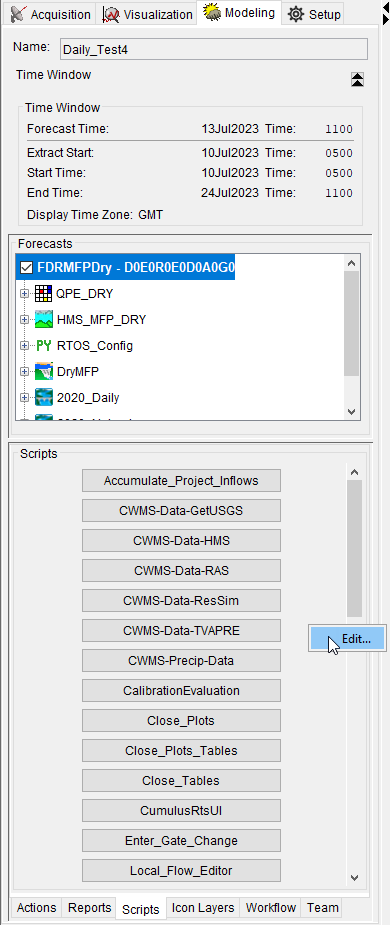 Acquisition Visualization Modeling Setup
Name: Daily_Test4
Time Window
Time Window
Forecast Time: 13Jul2023 Time: 1100
Extract Start: 10Jul2023 Time: 0500
Start Time: 10Jul2023 Time: 0500
End Time: 24Jul2023 Time: 1100
Display Time Zone: GMT
Forecasts
FDRMFPDry - D0E0R0E0D0A0G0
QPE_DRY
HMS_MFP_DRY
PY RTOS_Config
DryMFP
2020_Daily
Scripts
Accumulate_Project_Inflows
CWMS-Data-GetUSGS
CWMS-Data-HMS
CWMS-Data-RAS
CWMS-Data-ResSim
CWMS-Data-TVAPRE
Edit...
CWMS-Precip-Data
CalibrationEvaluation
Close_Plots
Close_Plots_Tables
Close_Tables
CumulusRtsUI
Enter_Gate_Change
Local_Flow_Editor
Actions Reports Scripts Icon Layers Workflow Team